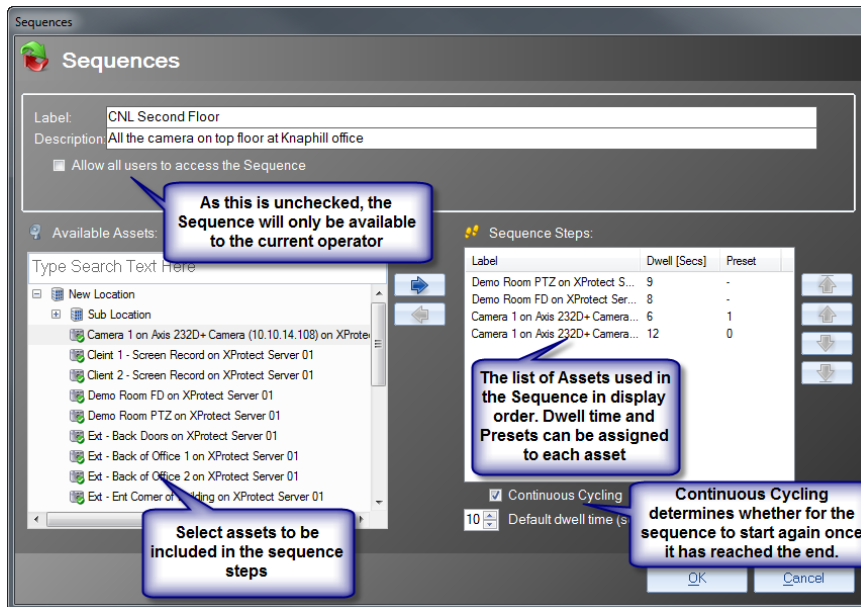 Sequences
Sequences
Label: CNL Second Floor
Description: All the camera on top floor at Knaphill office
Allow all users to access the Sequence
As this is unchecked, the
Sequence will only be available
to the current operator
Available Assets:
Type Search Text Here
New Location
Sub Location
Camera 1 on Axis 232D+ Camera (10.10.14.108) on XProte
Cleint 1 - Screen Record on XProtect Server 01
Client 2 - Screen Record on XProtect Server 01
Demo Room FD on XProtect Server 01
Demo Room PTZ on XProtect Server 01
Ext - Back Doors on XProtect Server 01
Ext - Back of Office 1 on XProtect Server 01
Ext - Back of Office 2 on XProtect Server 01
Ext - Ent Corner of Building on XProtect Server 01
Select assets to be
included in the sequence
steps
Sequence Steps:
Label Dwell [Secs] Preset
Demo Room PTZ on XProtect S... 9 -
Demo Room FD on XProtect Ser... 8 -
Camera 1 on Axis 232D+ Camera... 6 1
Camera 1 on Axis 232D+ Camera... 12 0
The list of Assets used in
the Sequence in display
order. Dwell time and
Presets can be assigned
to each asset
Continuous Cycling
10 Default dwell time (s
Continuous Cycling
determines whether for the
sequence to start again once
it has reached the end.
OK Cancel